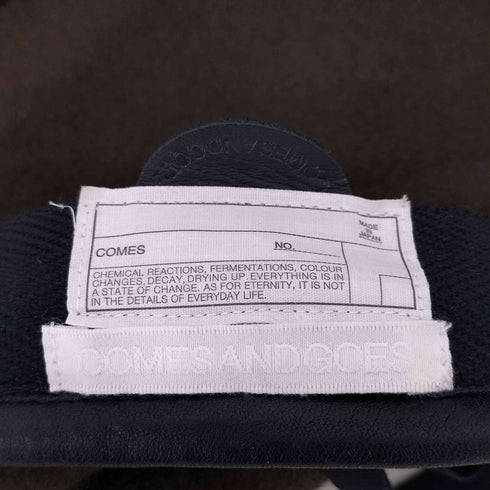 COMESANDGOES
MADE
IN
JAPAN
COMES NO.
CHEMICAL REACTIONS, FERMENTATIONS, COLOUR
CHANGES, DECAY, DRYING UP. EVERYTHING IS IN
A STATE OF CHANGE. AS FOR ETERNITY, IT IS NOT
IN THE DETAILS OF EVERYDAY LIFE.
COMESANDGOES